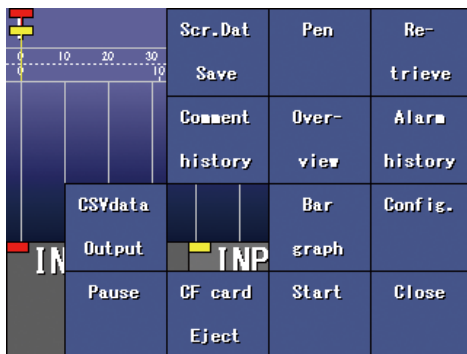 Scr.Dat Pen Re-
Save trieve
0 10 20 30
0 10
Comment Over- Alarm
history view history
CSVdata Bar Config.
Output graph
IN INP
Pause CF card Start Close
Eject